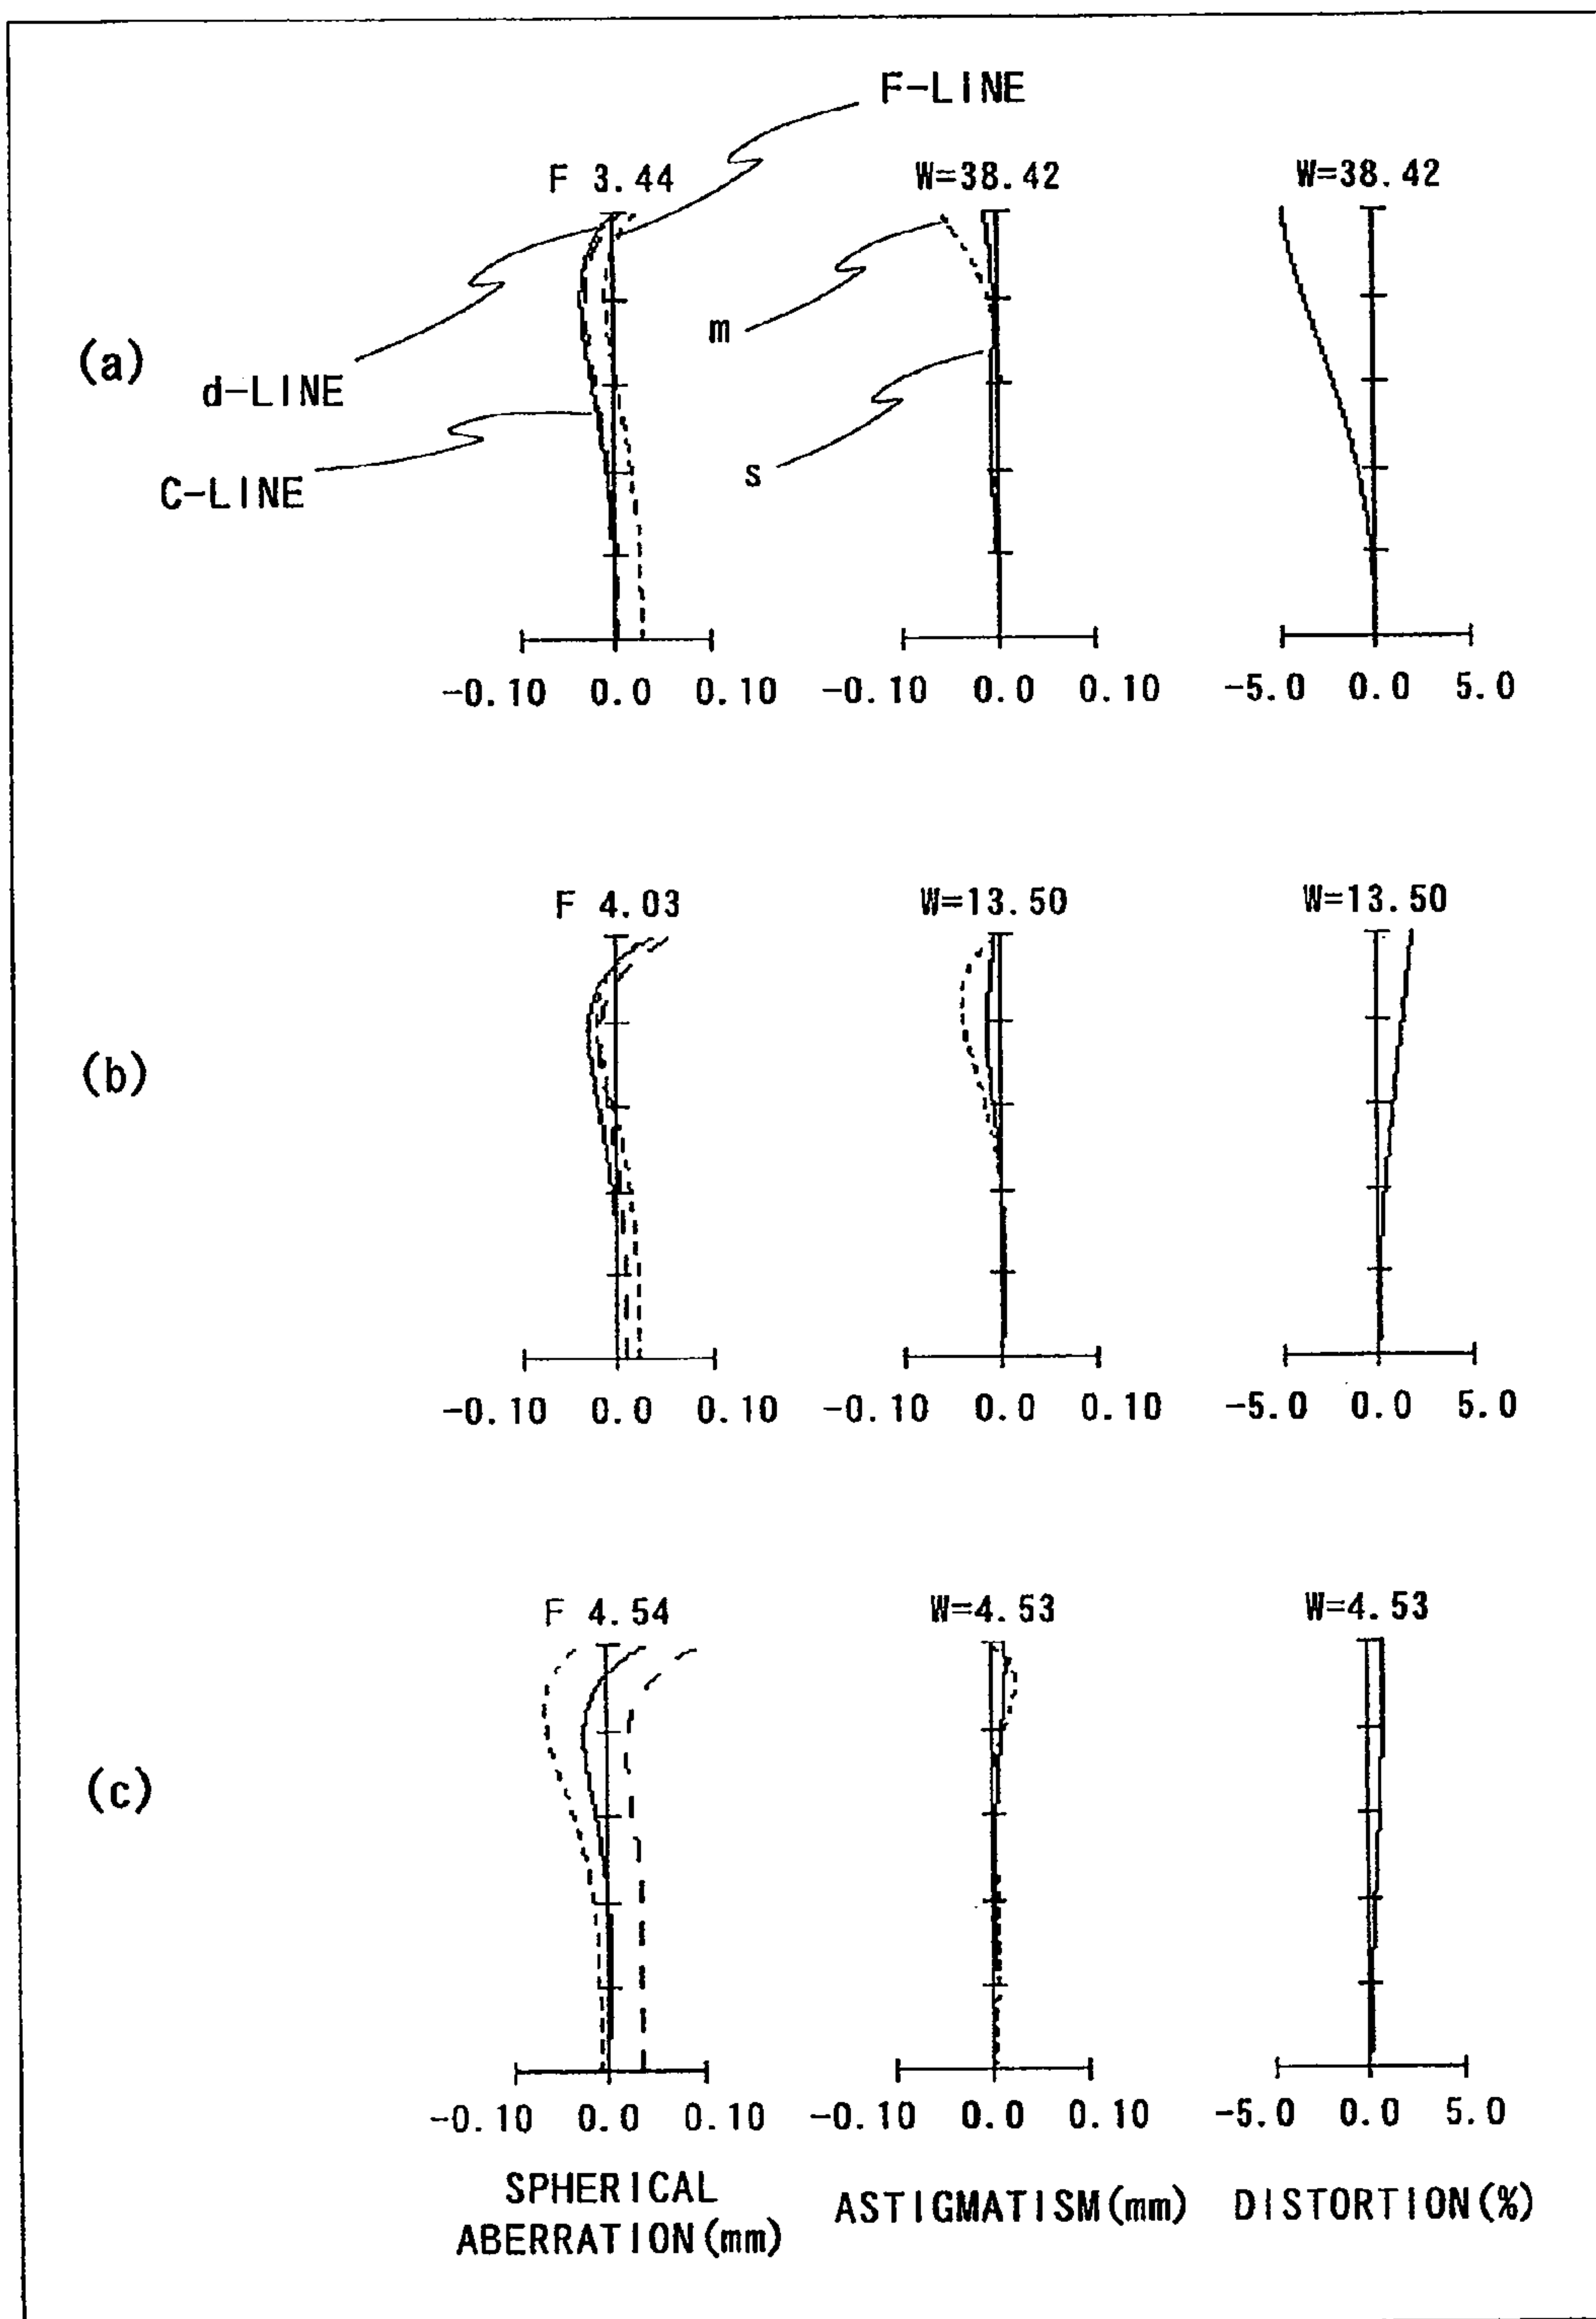 F-LINE
F 3.44 W=38.42 W=38.42
(a)
m
d-LINE
s
C-LINE
-0.10 0.0 0.10 -0.10 0.0 0.10 -5.0 0.0 5.0
F 4.03 W=13.50 W=13.50
(b)
-0.10 0.0 0.10 -0.10 0.0 0.10 -5.0 0.0 5.0
F 4.54 W=4.53 W=4.53
(c)
-0.10 0.0 0.10 -0.10 0.0 0.10 -5.0 0.0 5.0
SPHERICAL
ABERRATION(mm)
ASTIGMATISM(mm)
DISTORTION(%)